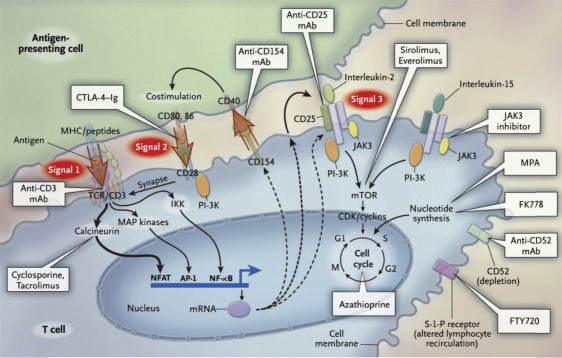 Antigen-
presenting cell
Anti-CD25
mAb
Cell membrane
Anti-CD154
mAb
Sirolimus,
Everolimus
Interleukin-2
Interleukin-15
CTLA-4–Ig
Costimulation
CD80, 86
CD40
CD25
Signal 3
JAK3
inhibitor
MHC/peptides
Antigen
Signal 1
Signal 2
CD154
JAK3
JAK3
PI-3K
PI-3K
MPA
Anti-CD3
mAb
TCR/CD3
Synapse
CD28
PI-3K
IKK
mTOR
Nucleotide
synthesis
FK778
MAP kinases
Calcineurin
CDK/cyclins
Anti-CD52
mAb
Cyclosporine,
Tacrolimus
G1
S
Cell
cycle
M
G2
CD52
(depletion)
NFAT
AP-1
NF-κB
Azathioprine
Nucleus
mRNA
S-1-P receptor
(altered lymphocyte
recirculation)
FTY720
T cell
Cell
membrane